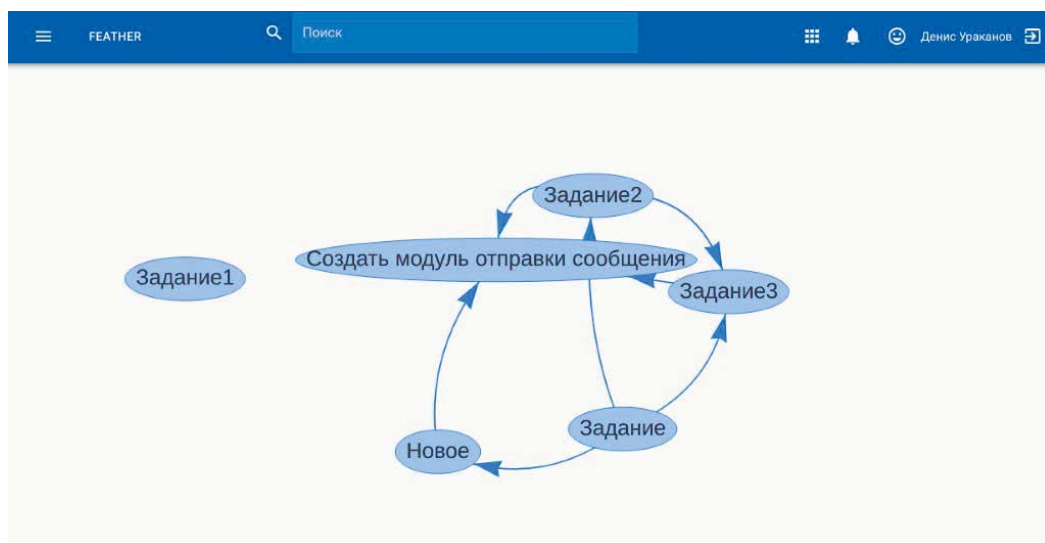 FEATHER
Поиск
Денис Ураканов
Задание2
Создать модуль отправки сообщения
Задание1
Задание3
Задание
Новое